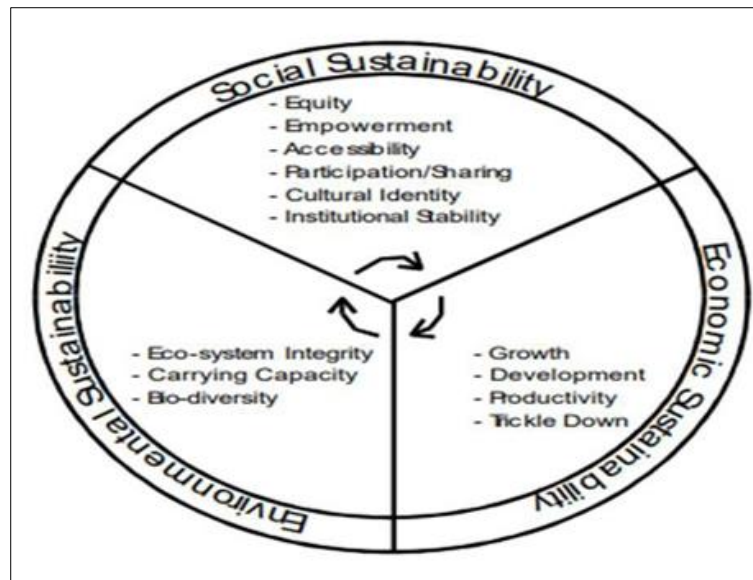 Social Sustainability
- Equity
- Empowerment
- Accessibility
- Participation/Sharing
- Cultural Identity
- Institutional Stability
Environmental Sustainability
- Eco-system Integrity
- Carrying Capacity
- Bio-diversity
Economic Sustainability
- Growth
- Development
- Productivity
- Trickle Down